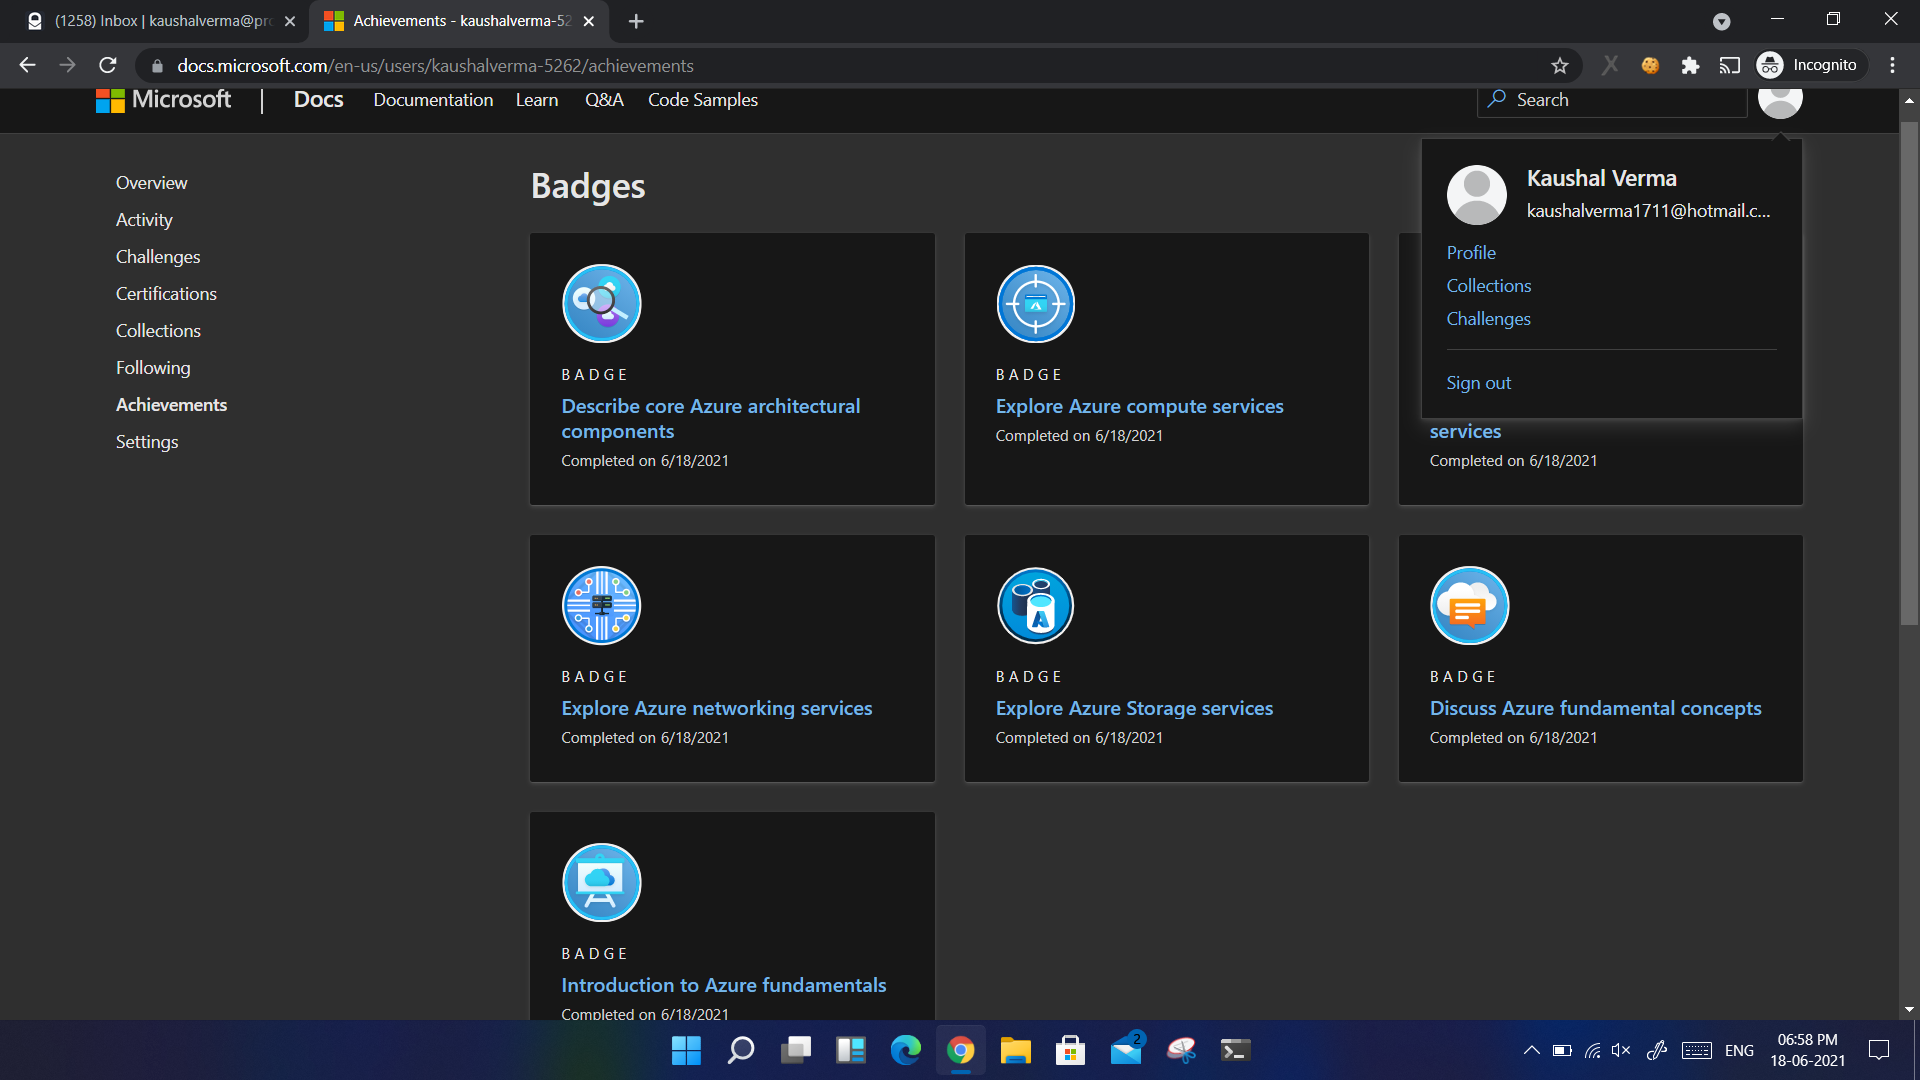 (1258) Inbox | kaushalverma@pr
Achievements - kaushalverma-52
docs.microsoft.com/en-us/users/kaushalverma-5262/achievements
Incognito
Microsoft
Docs
Documentation
Learn
Q&A
Code Samples
Search
Overview
Activity
Challenges
Certifications
Collections
Following
Achievements
Settings
Badges
Kaushal Verma
kaushalverma1711@hotmail.c...
Profile
Collections
Challenges
Sign out
BADGE
Describe core Azure architectural
components
Completed on 6/18/2021
BADGE
Explore Azure compute services
Completed on 6/18/2021
services
Completed on 6/18/2021
BADGE
Explore Azure networking services
Completed on 6/18/2021
BADGE
Explore Azure Storage services
Completed on 6/18/2021
BADGE
Discuss Azure fundamental concepts
Completed on 6/18/2021
BADGE
Introduction to Azure fundamentals
Completed on 6/18/2021
2
ENG
06:58 PM
18-06-2021